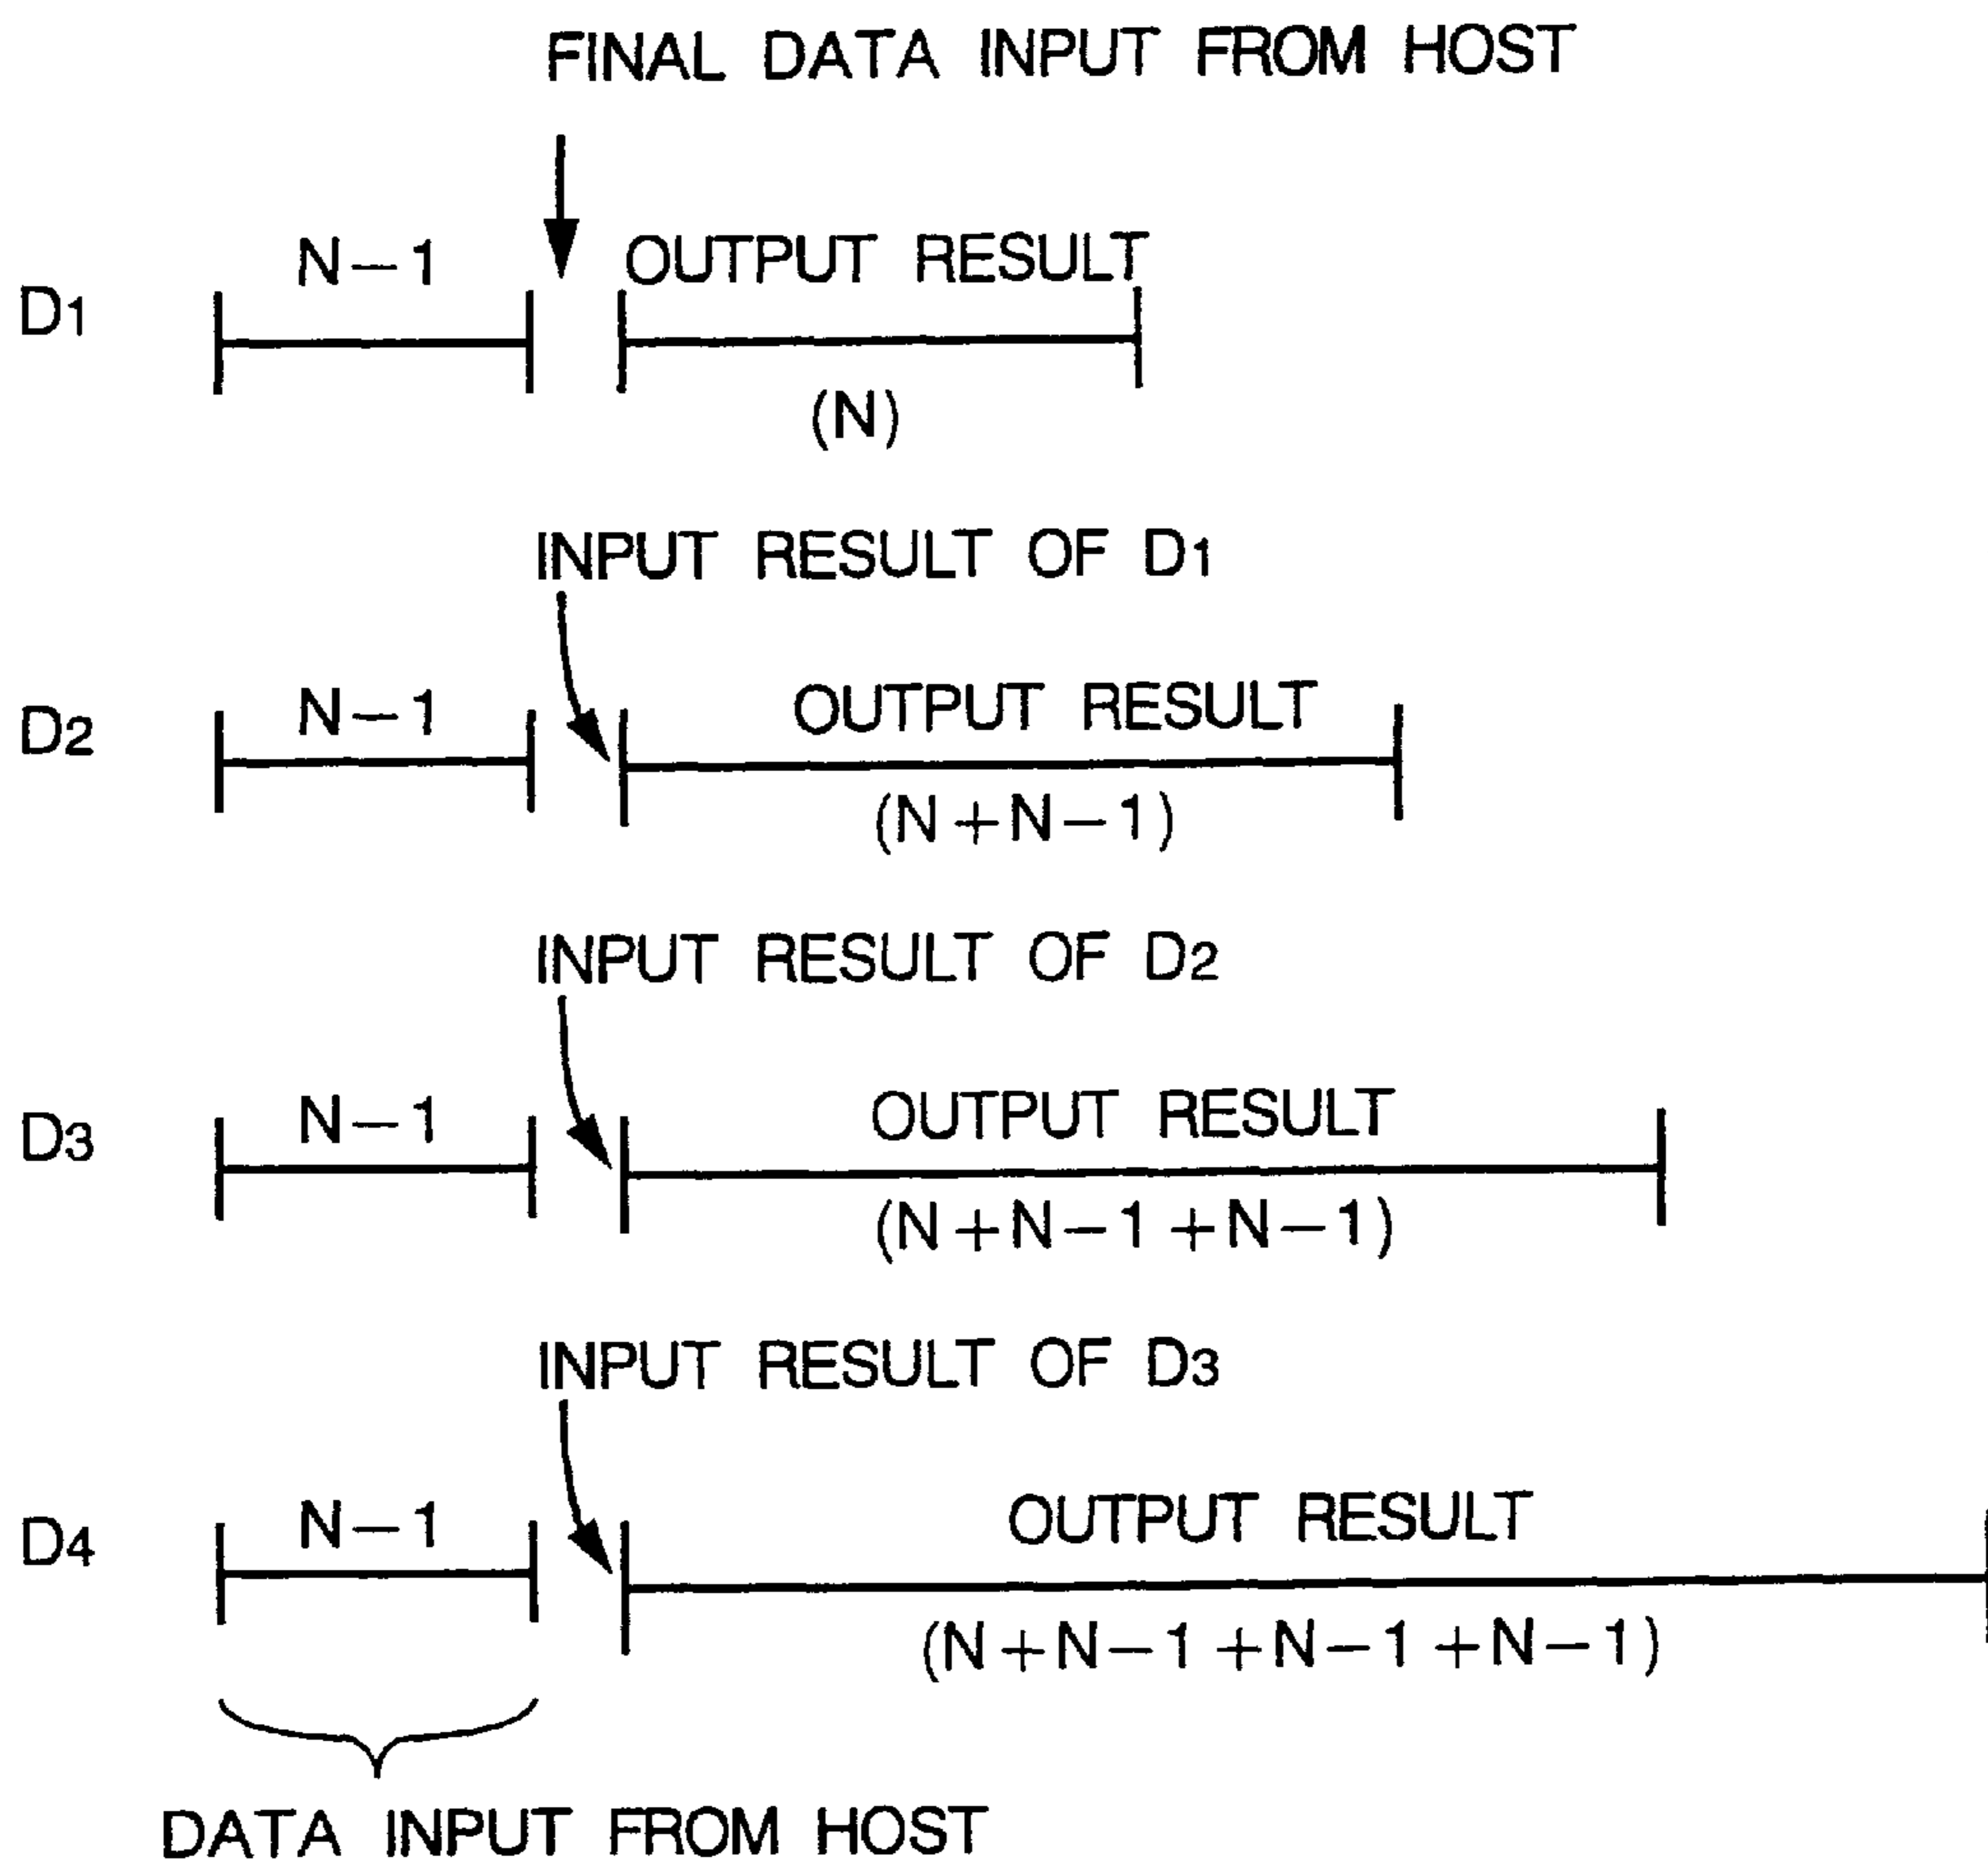 FINAL DATA INPUT FROM HOST
N−1
OUTPUT RESULT
D1
(N)
INPUT RESULT OF D1
N−1
OUTPUT RESULT
D2
(N+N−1)
INPUT RESULT OF D2
N−1
OUTPUT RESULT
D3
(N+N−1+N−1)
INPUT RESULT OF D3
N−1
OUTPUT RESULT
D4
(N+N−1+N−1+N−1)
DATA INPUT FROM HOST